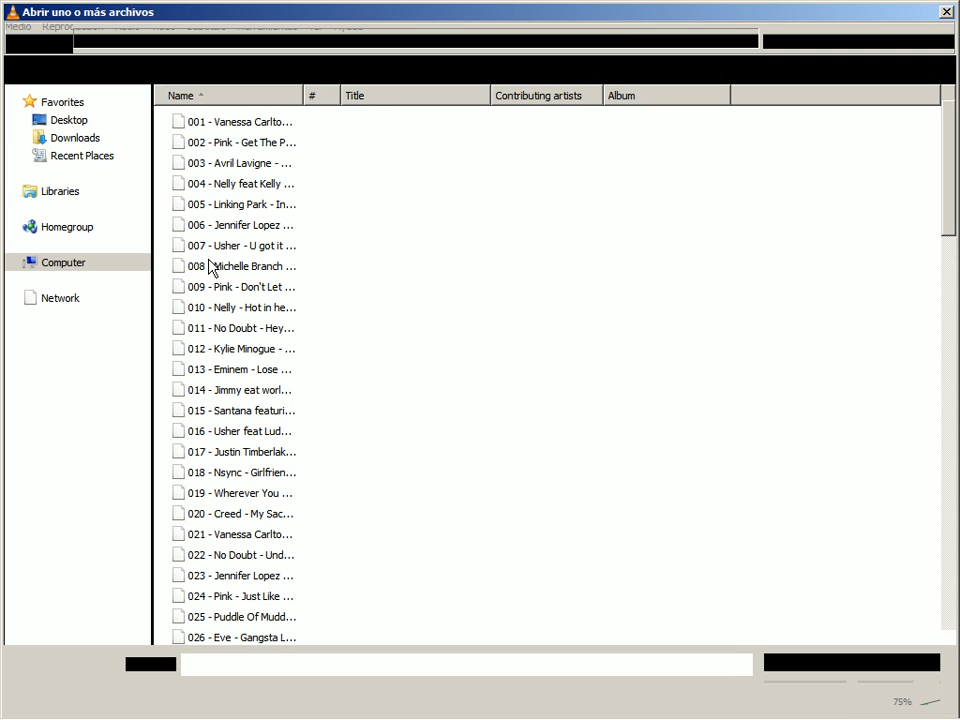 Abrir uno o más archivos
Medio
Name # Title Contributing artists Album
Favorites
Desktop
Downloads
Recent Places
Libraries
Homegroup
Computer
Network
001 - Vanessa Carlto...
002 - Pink - Get The P...
003 - Avril Lavigne - ...
004 - Nelly feat Kelly ...
005 - Linking Park - In...
006 - Jennifer Lopez ...
007 - Usher - U got it ...
008 - Michelle Branch ...
009 - Pink - Don't Let ...
010 - Nelly - Hot in he...
011 - No Doubt - Hey...
012 - Kylie Minogue - ...
013 - Eminem - Lose ...
014 - Jimmy eat worl...
015 - Santana featuri...
016 - Usher feat Lud...
017 - Justin Timberlak...
018 - Nsync - Girlfrien...
019 - Wherever You ...
020 - Creed - My Sac...
021 - Vanessa Carlto...
022 - No Doubt - Und...
023 - Jennifer Lopez ...
024 - Pink - Just Like ...
025 - Puddle Of Mudd...
026 - Eve - Gangsta L...
75%